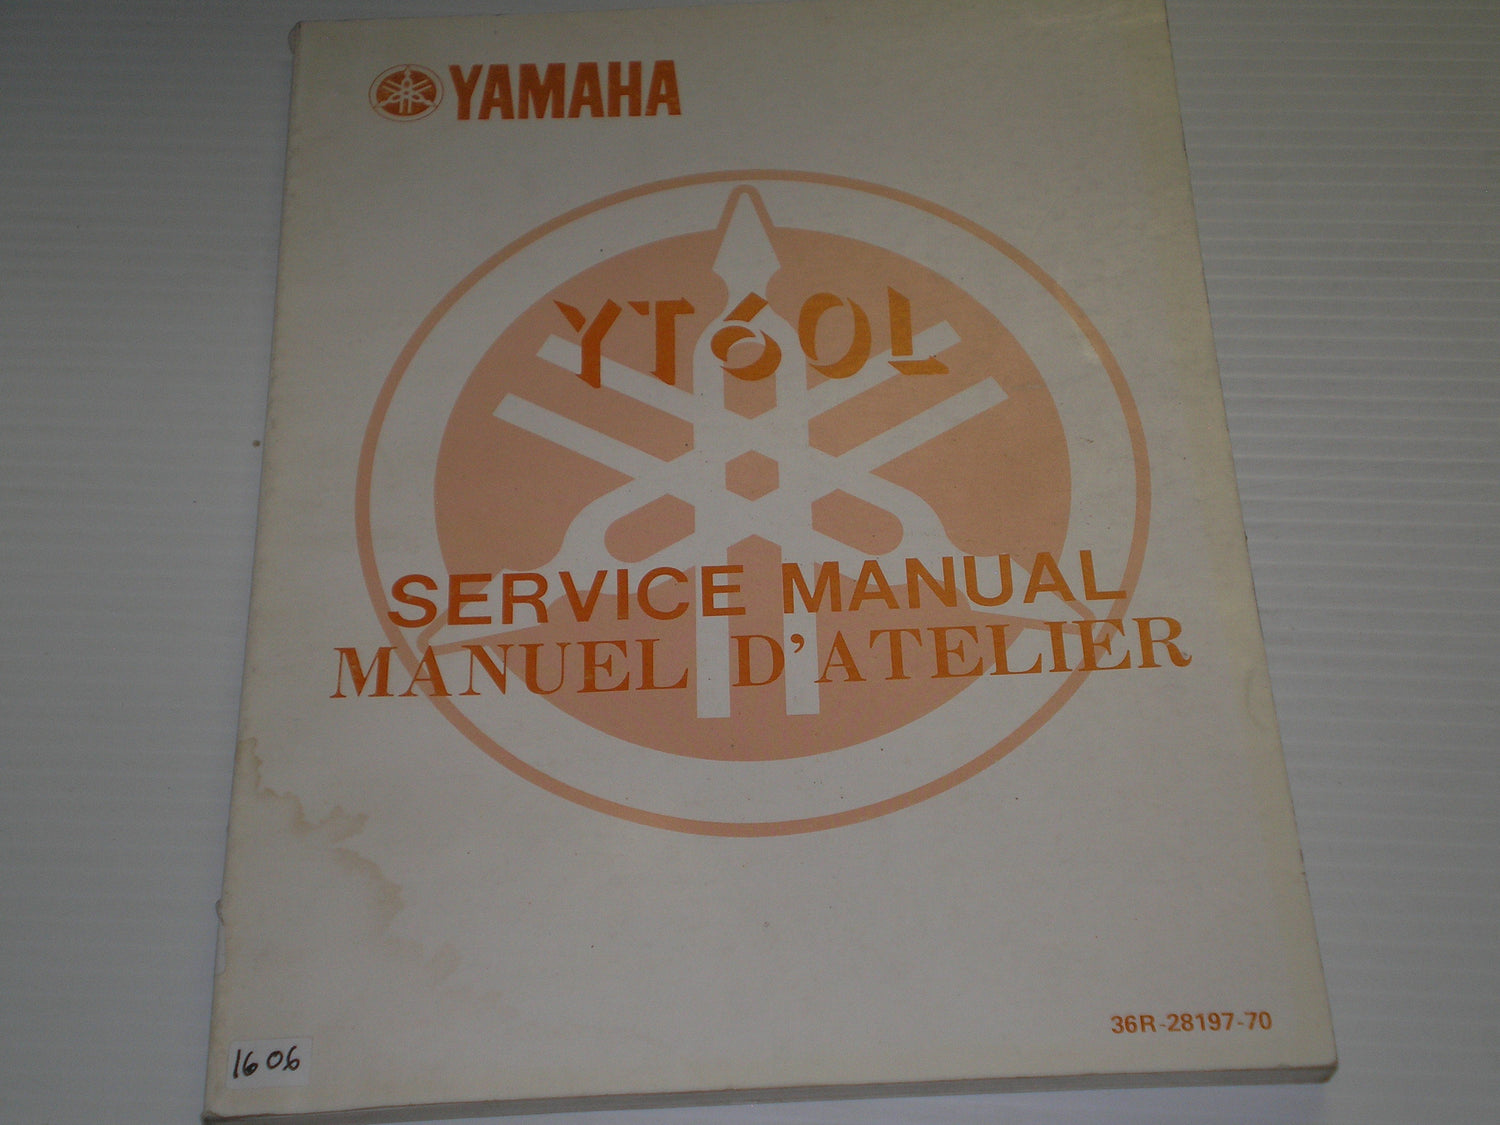 YAMAHA
YT60L
SERVICE MANUAL
MANUEL D'ATELIER
36R-28197-70
1606